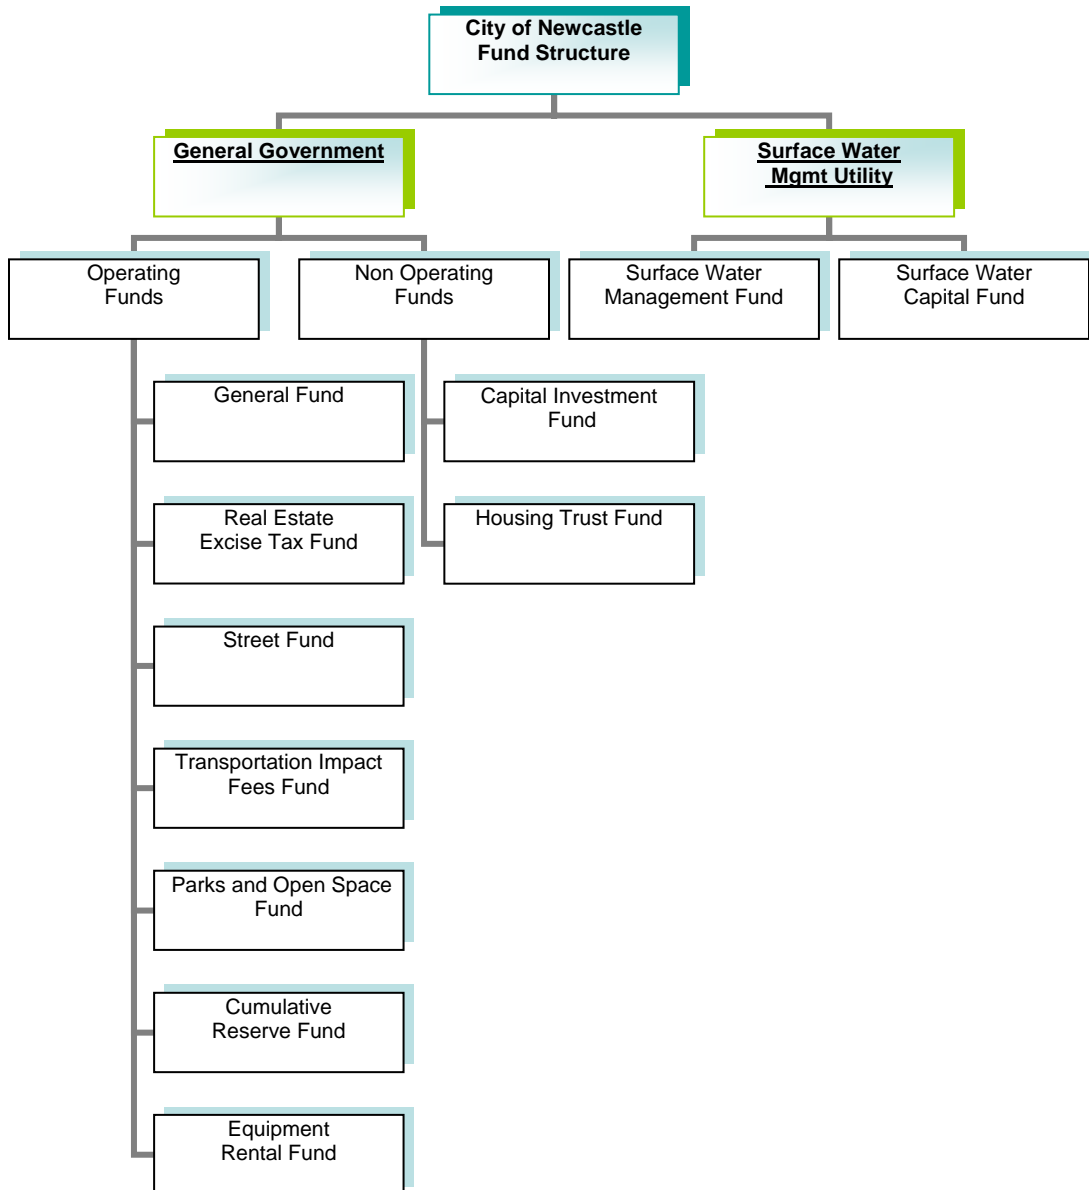 City of Newcastle
Fund Structure
General Government
Surface Water
Mgmt Utility
Operating
Funds
Non Operating
Funds
Surface Water
Management Fund
Surface Water
Capital Fund
General Fund
Capital Investment
Fund
Real Estate
Excise Tax Fund
Housing Trust Fund
Street Fund
Transportation Impact
Fees Fund
Parks and Open Space
Fund
Cumulative
Reserve Fund
Equipment
Rental Fund